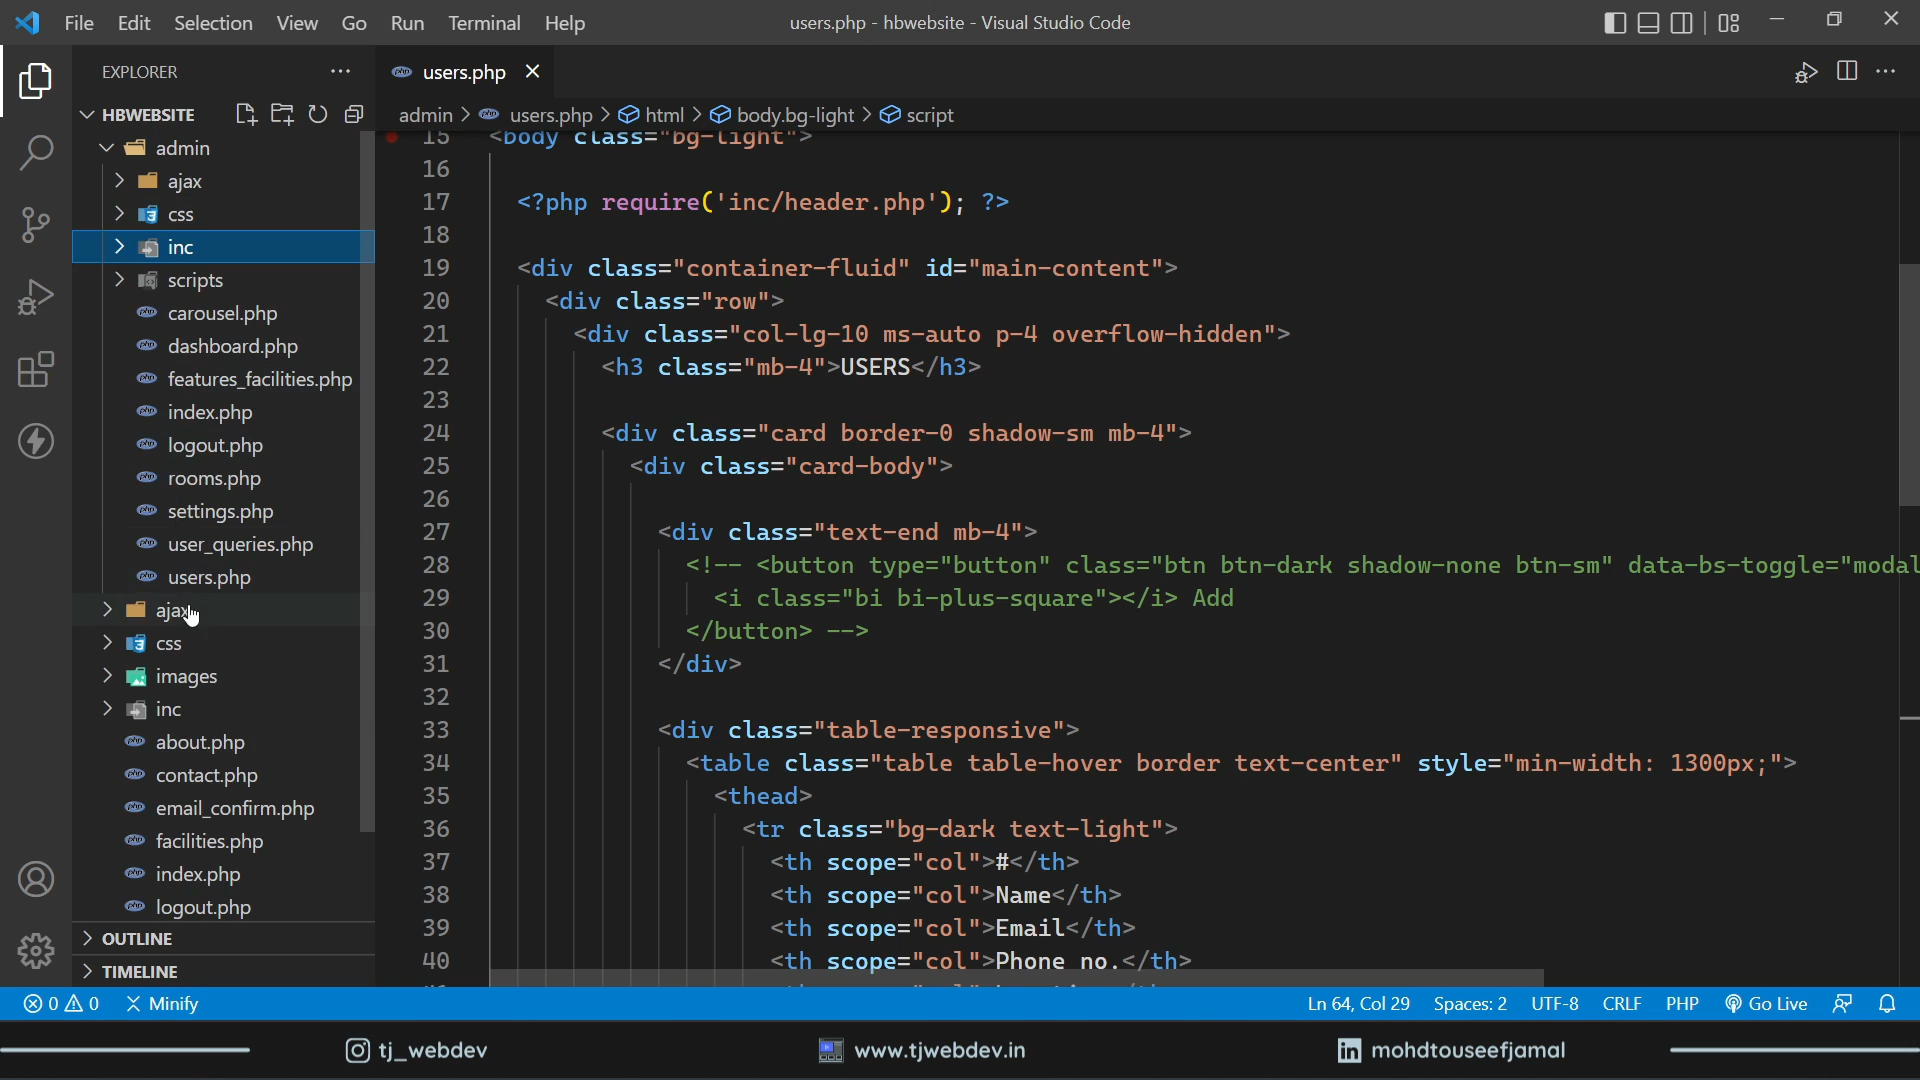 File Edit Selection View Go Run Terminal Help
users.php - hbwebsite - Visual Studio Code
EXPLORER
HBWEBSITE
admin
ajax
css
inc
scripts
carousel.php
dashboard.php
features_facilities.php
index.php
logout.php
rooms.php
settings.php
user_queries.php
users.php
ajax
css
images
inc
about.php
contact.php
email_confirm.php
facilities.php
index.php
logout.php
OUTLINE
TIMELINE
users.php
admin > users.php > html > body.bg-light > script
15 <body class="bg-light">
16
17 <?php require('inc/header.php'); ?>
18
19 <div class="container-fluid" id="main-content">
20 <div class="row">
21 <div class="col-lg-10 ms-auto p-4 overflow-hidden">
22 <h3 class="mb-4">USERS</h3>
23
24 <div class="card border-0 shadow-sm mb-4">
25 <div class="card-body">
26
27 <div class="text-end mb-4">
28 <!-- <button type="button" class="btn btn-dark shadow-none btn-sm" data-bs-toggle="modal
29 <i class="bi bi-plus-square"></i> Add
30 </button> -->
31 </div>
32
33 <div class="table-responsive">
34 <table class="table table-hover border text-center" style="min-width: 1300px;">
35 <thead>
36 <tr class="bg-dark text-light">
37 <th scope="col">#</th>
38 <th scope="col">Name</th>
39 <th scope="col">Email</th>
40 <th scope="col">Phone no.</th>
0 0 Minify
Ln 64, Col 29 Spaces: 2 UTF-8 CRLF PHP Go Live
tj_webdev
www.tjwebdev.in
mohdtouseefjamal